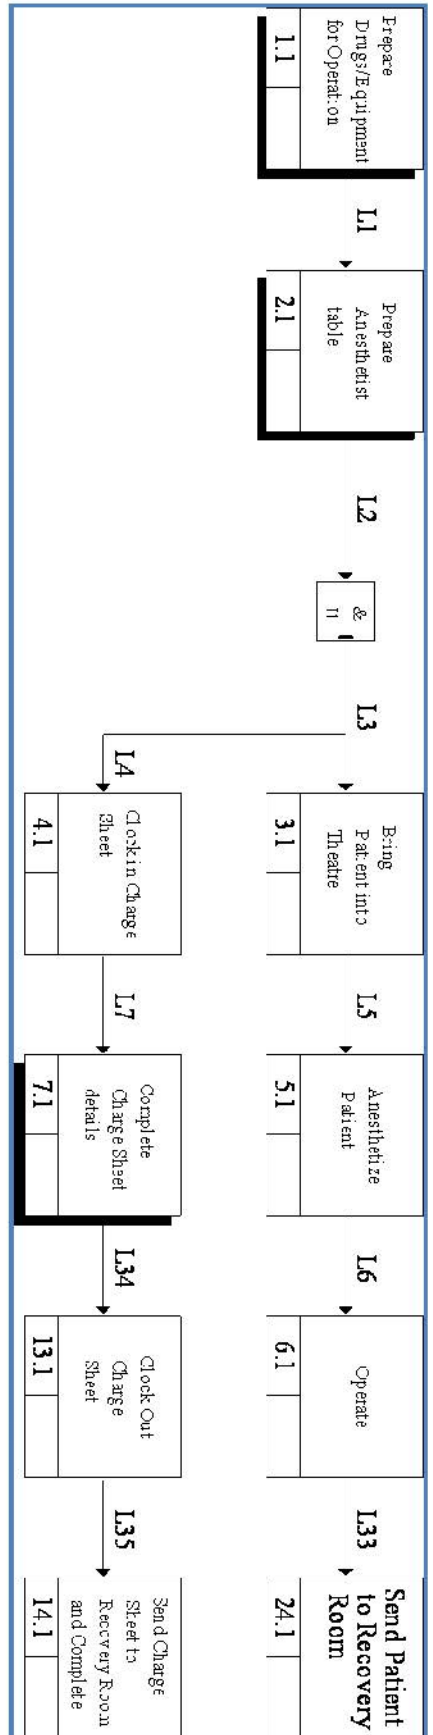 Prepare
Drugs/Equipment
for Operation
1.1
L1
Prepare
Anesthetist
table
2.1
L2
&
J1
L3
L4
Bring
Patient into
Theatre
3.1
L5
Anesthetize
Patient
5.1
L6
Operate
6.1
L33
Send Patient
to Recovery
Room
24.1
Clock in Charge
Sheet
4.1
L7
Complete
Charge Sheet
details
7.1
L34
Clock Out
Charge
Sheet
13.1
L35
Send Charge
Sheet to
Recovery Room
and Complete
14.1